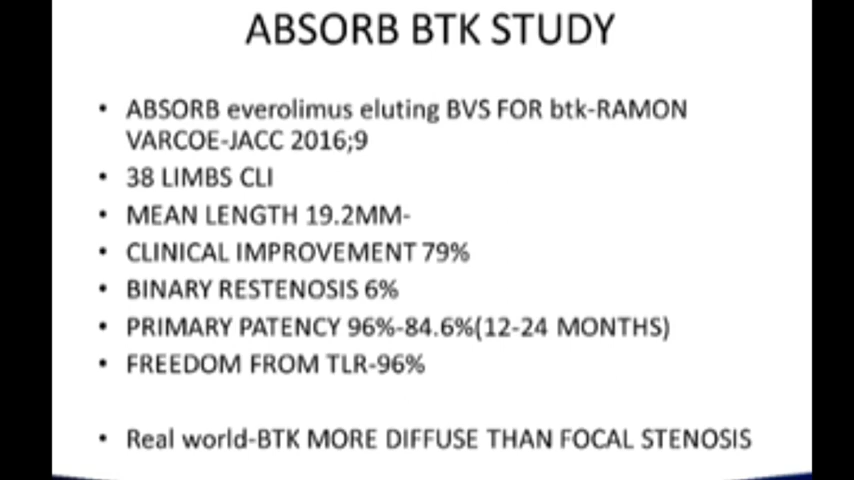 ABSORB BTK STUDY
• ABSORB everolimus eluting BVS FOR btk-RAMON
VARCOE-JACC 2016;9
• 38 LIMBS CLI
• MEAN LENGTH 19.2MM-
• CLINICAL IMPROVEMENT 79%
• BINARY RESTENOSIS 6%
• PRIMARY PATENCY 96%-84.6%(12-24 MONTHS)
• FREEDOM FROM TLR-96%
• Real world-BTK MORE DIFFUSE THAN FOCAL STENOSIS